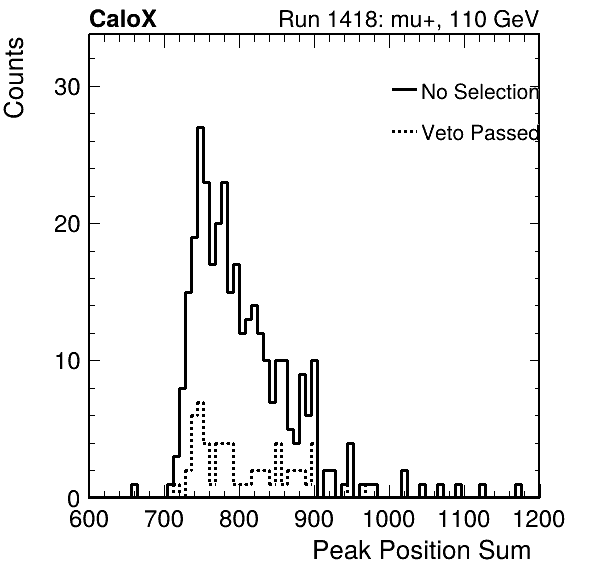 CaloX Run 1418: mu+, 110 GeV
Counts
No Selection
Veto Passed
30
20
10
0
600 700 800 900 1000 1100 1200
Peak Position Sum